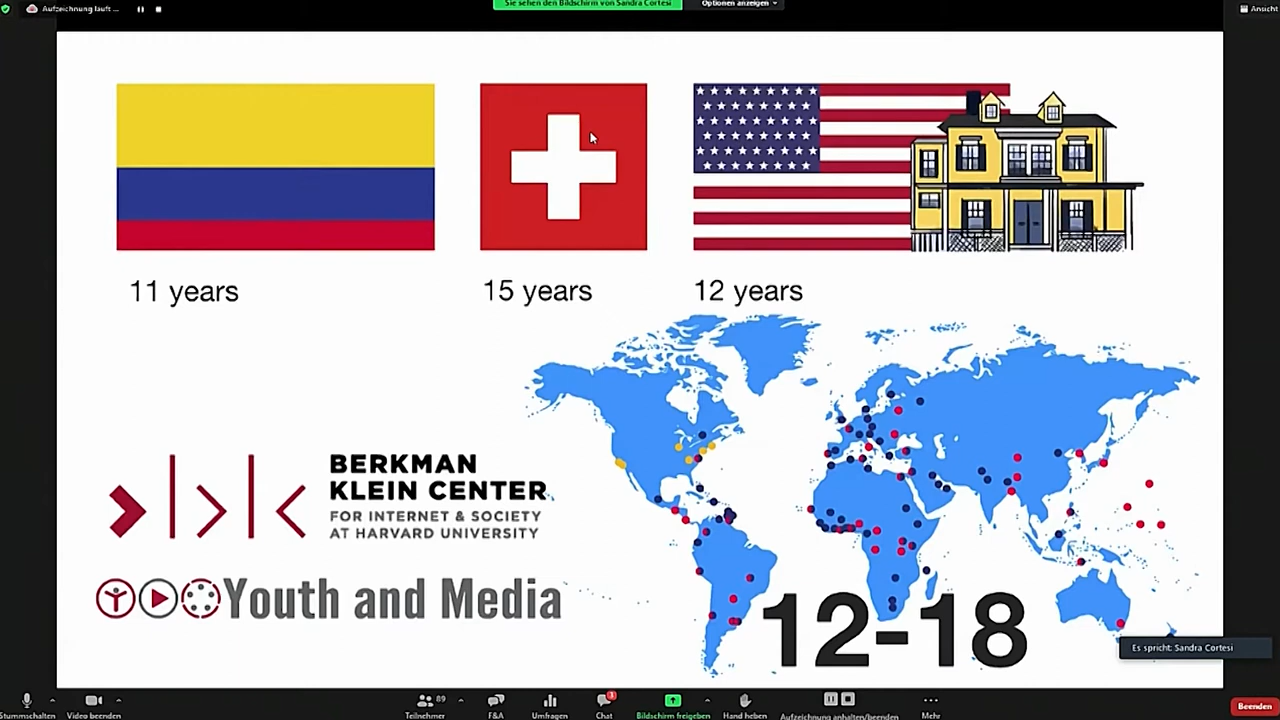 Aufzeichnung läuft ...
Sie sehen den Bildschirm von Sandra Cortesi
Optionen anzeigen
Ansicht
11 years
15 years
12 years
BERKMAN
KLEIN CENTER
FOR INTERNET & SOCIETY
AT HARVARD UNIVERSITY
Youth and Media
12-18
Es spricht: Sandra Cortesi
Stummschalten
Video beenden
89
Teilnehmer
F&A
Umfragen
Chat
Bildschirm freigeben
Hand heben
Aufzeichnung anhalten/beenden
Mehr
Beenden